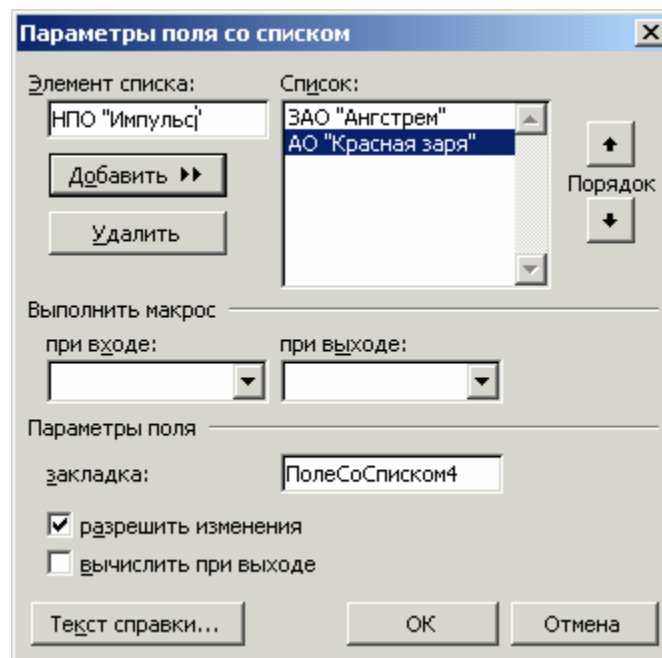 Параметры поля со списком
Элемент списка: Список:
НПО "Импульс" ЗАО "Ангстрем"
АО "Красная заря"
Добавить
Порядок
Удалить
Выполнить макрос
при входе: при выходе:
Параметры поля
закладка: ПолеСоСписком4
разрешить изменения
вычислить при выходе
Текст справки... ОК Отмена